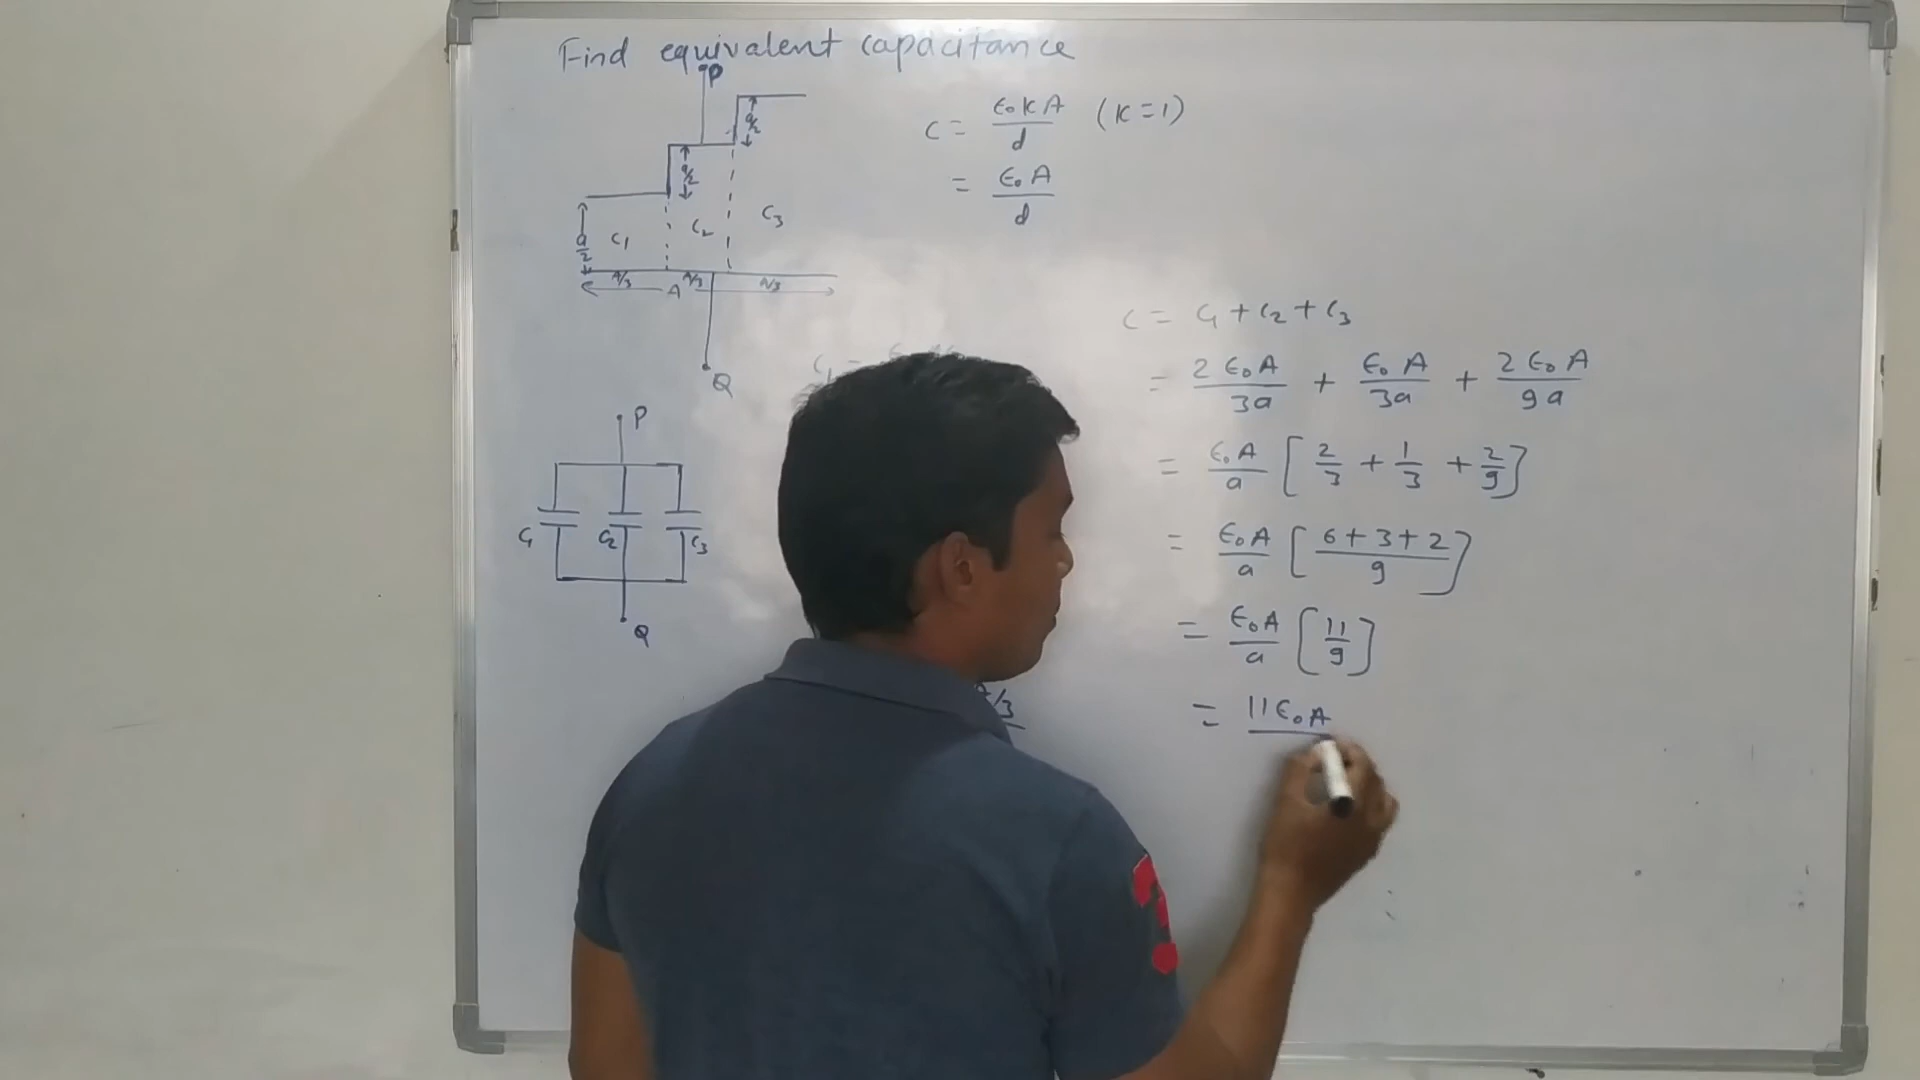 Find equivalent capacitance
P
a/2
a/2
a/2
C₁
C₂
C₃
A/3 A/3 A/3
A
Q
C = ϵ₀KA/d (K=1)
= ϵ₀A/d
P
C₁ C₂ C₃
Q
/3
C = C₁ + C₂ + C₃
= 2ϵ₀A/3a + ϵ₀A/3a + 2ϵ₀A/9a
= ϵ₀A/a [2/3 + 1/3 + 2/9]
= ϵ₀A/a [(6+3+2)/9]
= ϵ₀A/a [11/9]
= 11ϵ₀A